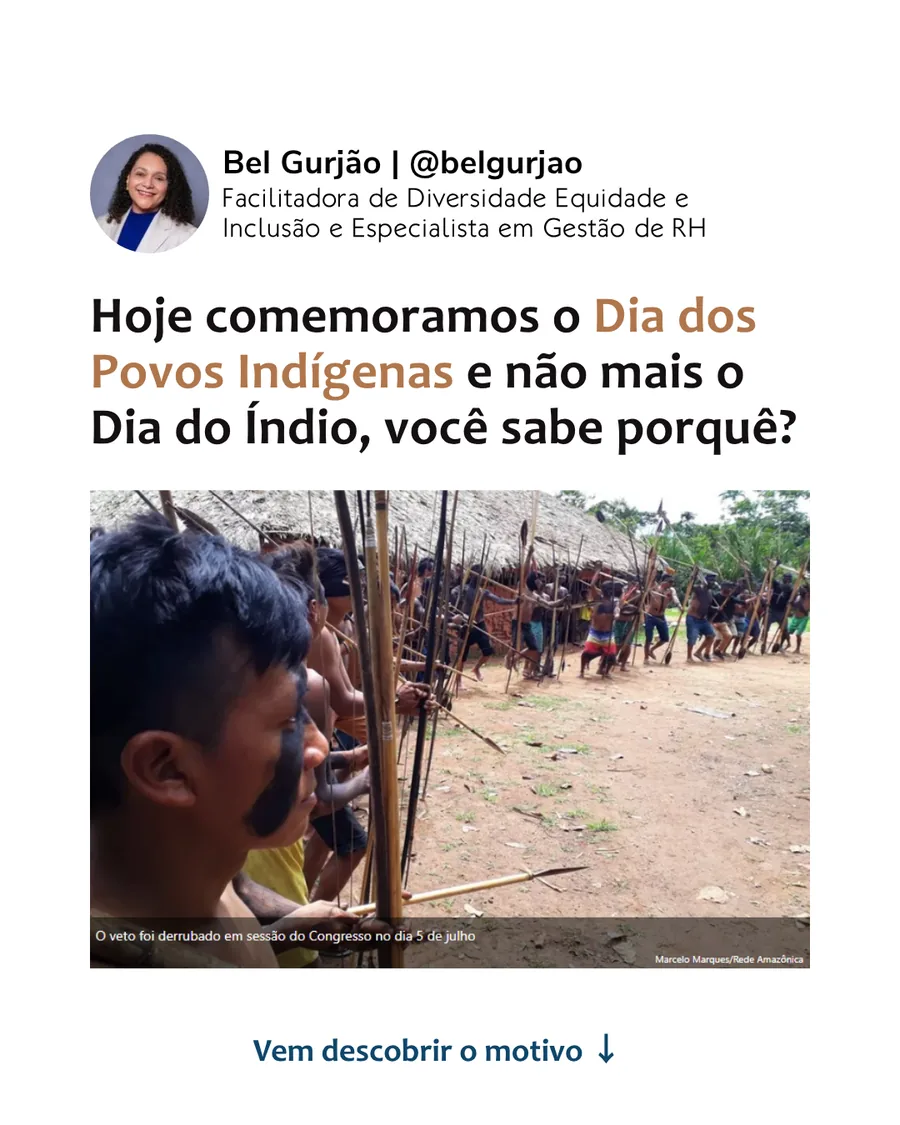 Bel Gurjão | @belgurjao
Facilitadora de Diversidade Equidade e
Inclusão e Especialista em Gestão de RH
Hoje comemoramos o Dia dos
Povos Indígenas e não mais o
Dia do Índio, você sabe porquê?
O veto foi derrubado em sessão do Congresso no dia 5 de julho
Marcelo Marques/Rede Amazônica
Vem descobrir o motivo ↓